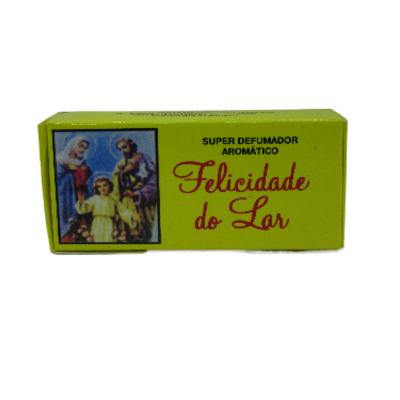 SUPER DEFUMADOR
AROMÁTICO
Felicidade
do Lar